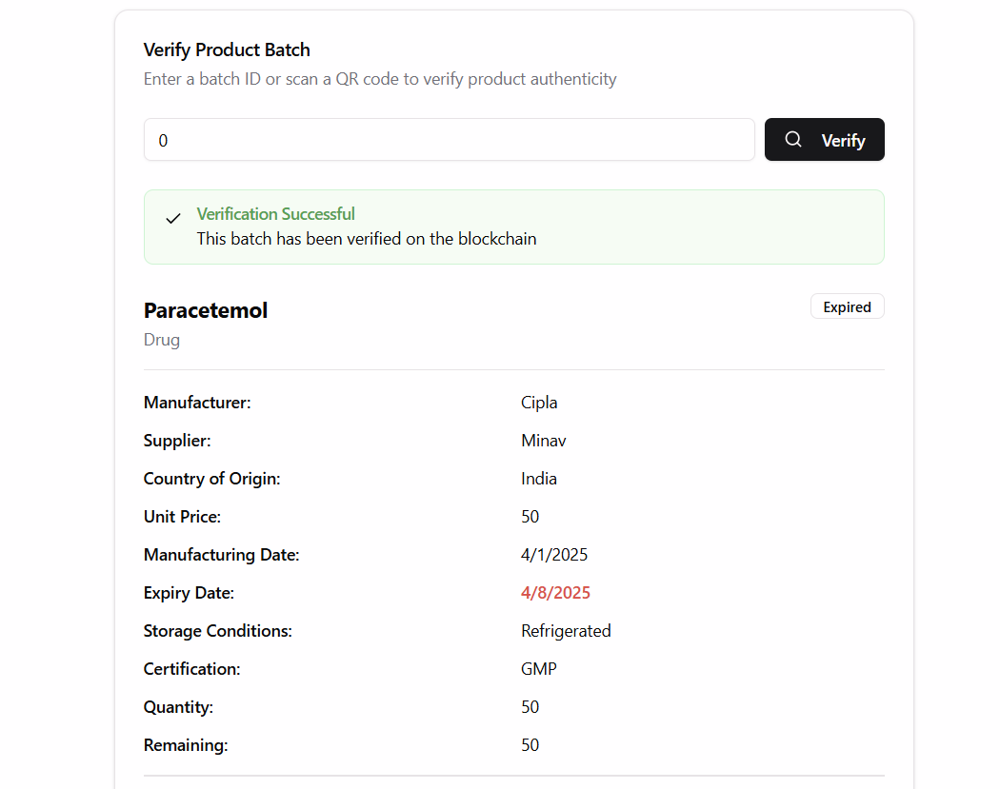 Verify Product Batch
Enter a batch ID or scan a QR code to verify product authenticity
0
Verify
Verification Successful
This batch has been verified on the blockchain
Paracetemol
Expired
Drug
Manufacturer: Cipla
Supplier: Minav
Country of Origin: India
Unit Price: 50
Manufacturing Date: 4/1/2025
Expiry Date: 4/8/2025
Storage Conditions: Refrigerated
Certification: GMP
Quantity: 50
Remaining: 50